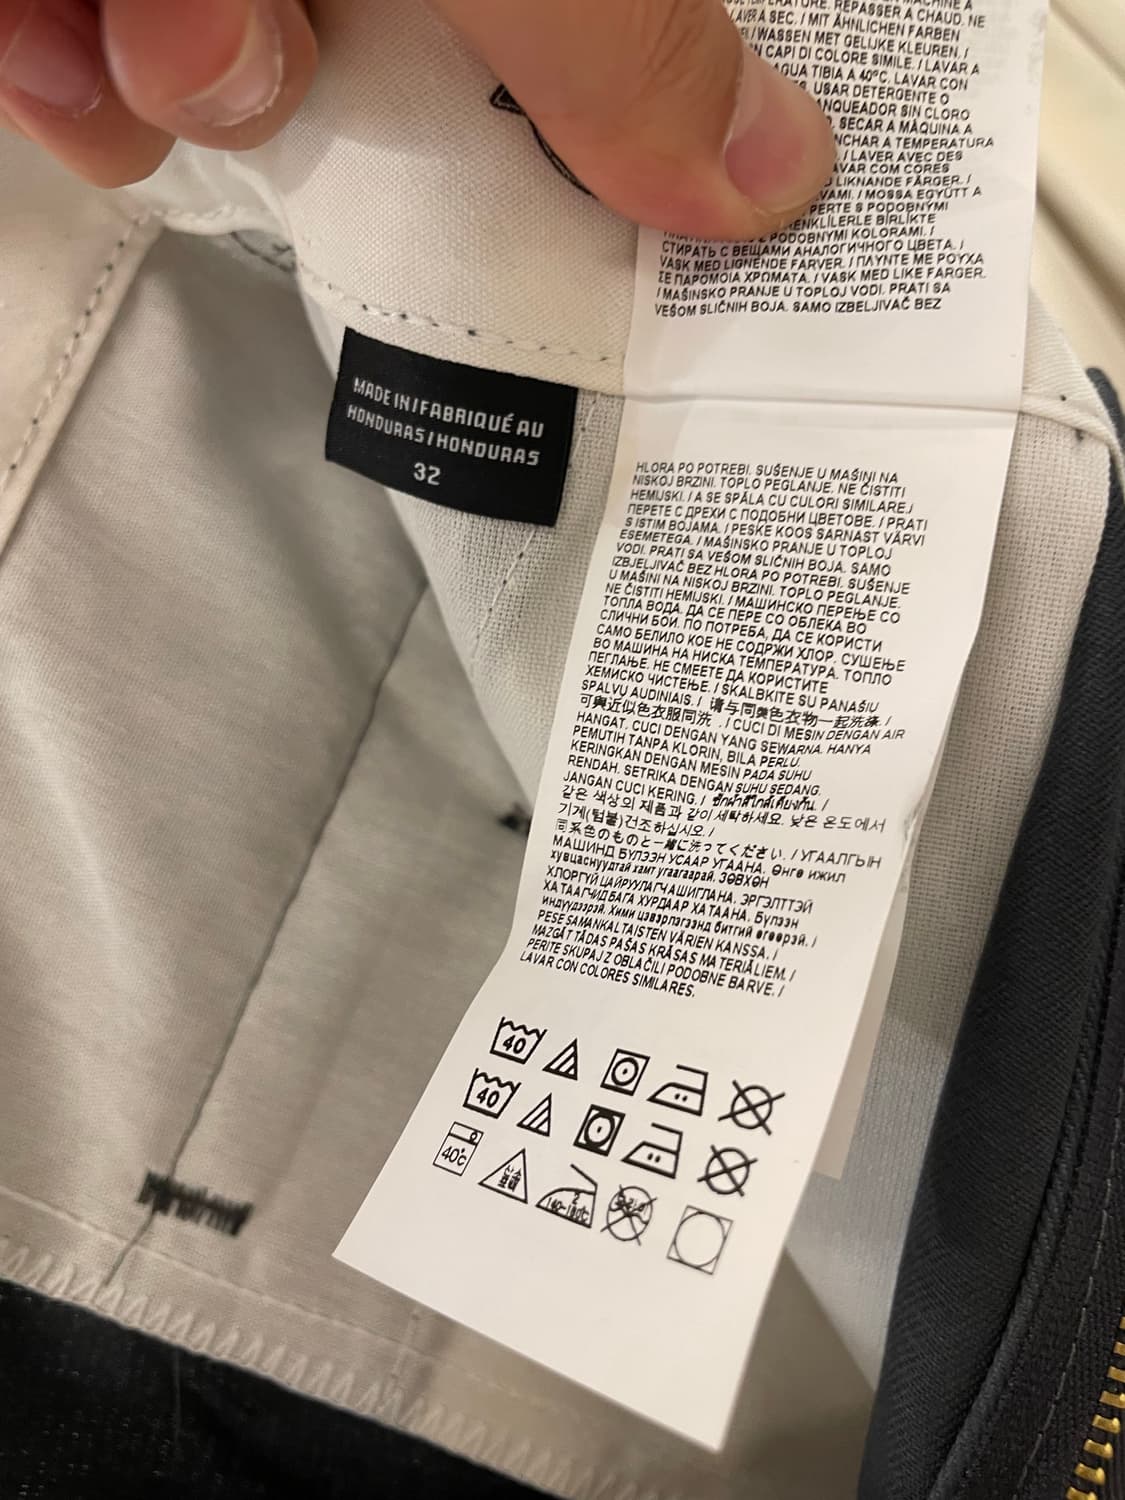 REPASSER À CHAUD. NE
À SEC. / MIT ÄHNLICHEN FARBEN
/ WASSEN MET GELIJKE KLEUREN. /
CAPI DI COLORE SIMILE. / LAVAR A
AGUA TIBIA A 40°C. LAVAR CON
USAR DETERGENTE O
SIN CLORO
SECAR A MÁQUINA A
A TEMPERATURA
/ LAVER AVEC DES
COM CORES
LIKNANDE FÄRGER. /
MOSSA EGYÜTT A
PERTE S PODOBNÝMI
BİRLİKTE
PODOBNYMI KOLORAMI. /
СТИРАТЬ С ВЕЩАМИ АНАЛОГИЧНОГО ЦВЕТА. /
VASK MED LIGNENDE FARVER. / ΠΛΥΝΤΕ ΜΕ ΡΟΥΧΑ
ΣΕ ΠΑΡΟΜΟΙΑ ΧΡΩΜΑΤΑ. / VASK MED LIKE FARGER.
/ MAŠINSKO PRANJE U TOPLOJ VODI. PRATI SA
VEŠOM SLIČNIH BOJA. SAMO IZBELJIVAČ BEZ
MADE IN / FABRIQUÉ AU
HONDURAS / HONDURAS
32
HLORA PO POTREBI. SUŠENJE U MAŠINI NA
NISKOJ BRZINI. TOPLO PEGLANJE. NE ČISTITI
HEMIJSKI. / A SE SPĂLA CU CULORI SIMILARE./
ПЕРЕТЕ С ДРЕХИ С ПОДОБНИ ЦВЕТОВЕ. / PRATI
S ISTIM BOJAMA. / PESKE KOOS SARNAST VÄRVI
ESEMETEGA. / MAŠINSKO PRANJE U TOPLOJ
VODI. PRATI SA VEŠOM SLIČNIH BOJA. SAMO
IZBJELJIVAČ BEZ HLORA PO POTREBI. SUŠENJE
U MAŠINI NA NISKOJ BRZINI. TOPLO PEGLANJE.
NE ČISTITI HEMIJSKI. / МАШИНСКО ПЕРЕЊЕ СО
ТОПЛА ВОДА. ДА СЕ ПЕРЕ СО ОБЛЕКА ВО
СЛИЧНИ БОИ. ПО ПОТРЕБА, ДА СЕ КОРИСТИ
САМО БЕЛИЛО КОЕ НЕ СОДРЖИ ХЛОР. СУШЕЊЕ
ВО МАШИНА НА НИСКА ТЕМПЕРАТУРА. ТОПЛО
ПЕГЛАЊЕ. НЕ СМЕЕТЕ ДА КОРИСТИТЕ
ХЕМИСКО ЧИСТЕЊЕ. / SKALBKITE SU PANAŠIU
SPALVŲ AUDINIAIS. / 请与同类色衣物一起洗涤. /
可與近似色衣服同洗 . / CUCI DI MESIN DENGAN AIR
HANGAT. CUCI DENGAN YANG SEWARNA. HANYA
PEMUTIH TANPA KLORIN, BILA PERLU.
KERINGKAN DENGAN MESIN PADA SUHU
RENDAH. SETRIKA DENGAN SUHU SEDANG.
JANGAN CUCI KERING. / ซักผ้าสีใกล้เคียงกัน. /
같은 색상의 제품과 같이 세탁하세요. 낮은 온도에서
기계(텀블)건조하십시오. /
同系色のものと一緒に洗ってください. / УГААЛГЫН
МАШИНД БҮЛЭЭН УСААР УГААНА. Өнгө ижил
хувцаснуудтай хамт угаагаарай. ЗӨВХӨН
ХЛОРГҮЙ ЦАЙРУУЛАГЧ АШИГЛАНА. ЭРГЭЛТТЭЙ
ХАТААГЧИД БАГА ХУРДААР ХАТААНА. Бүлээн
индүүдээрэй. Хими цэвэрлэгээнд битгий өгөөрэй. /
PESE SAMANKALTAISTEN VÄRIEN KANSSA. /
MAZGĀT TĀDAS PAŠAS KRĀSAS MATERIĀLIEM. /
PERITE SKUPAJ Z OBLAČILI PODOBNE BARVE. /
LAVAR CON COLORES SIMILARES.
40
40
40℃
2